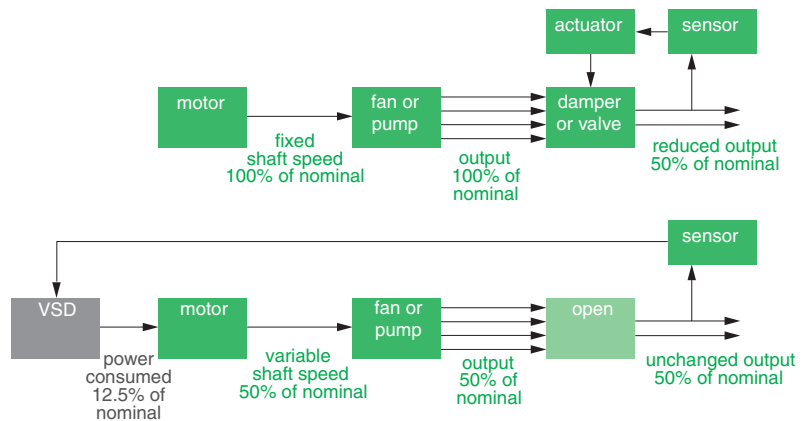 actuator
sensor
motor
fan or
pump
damper
or valve
fixed
shaft speed
100% of nominal
output
100% of
nominal
reduced output
50% of nominal
sensor
VSD
motor
fan or
pump
open
power
consumed
12.5% of
nominal
variable
shaft speed
50% of nominal
output
50% of
nominal
unchanged output
50% of nominal